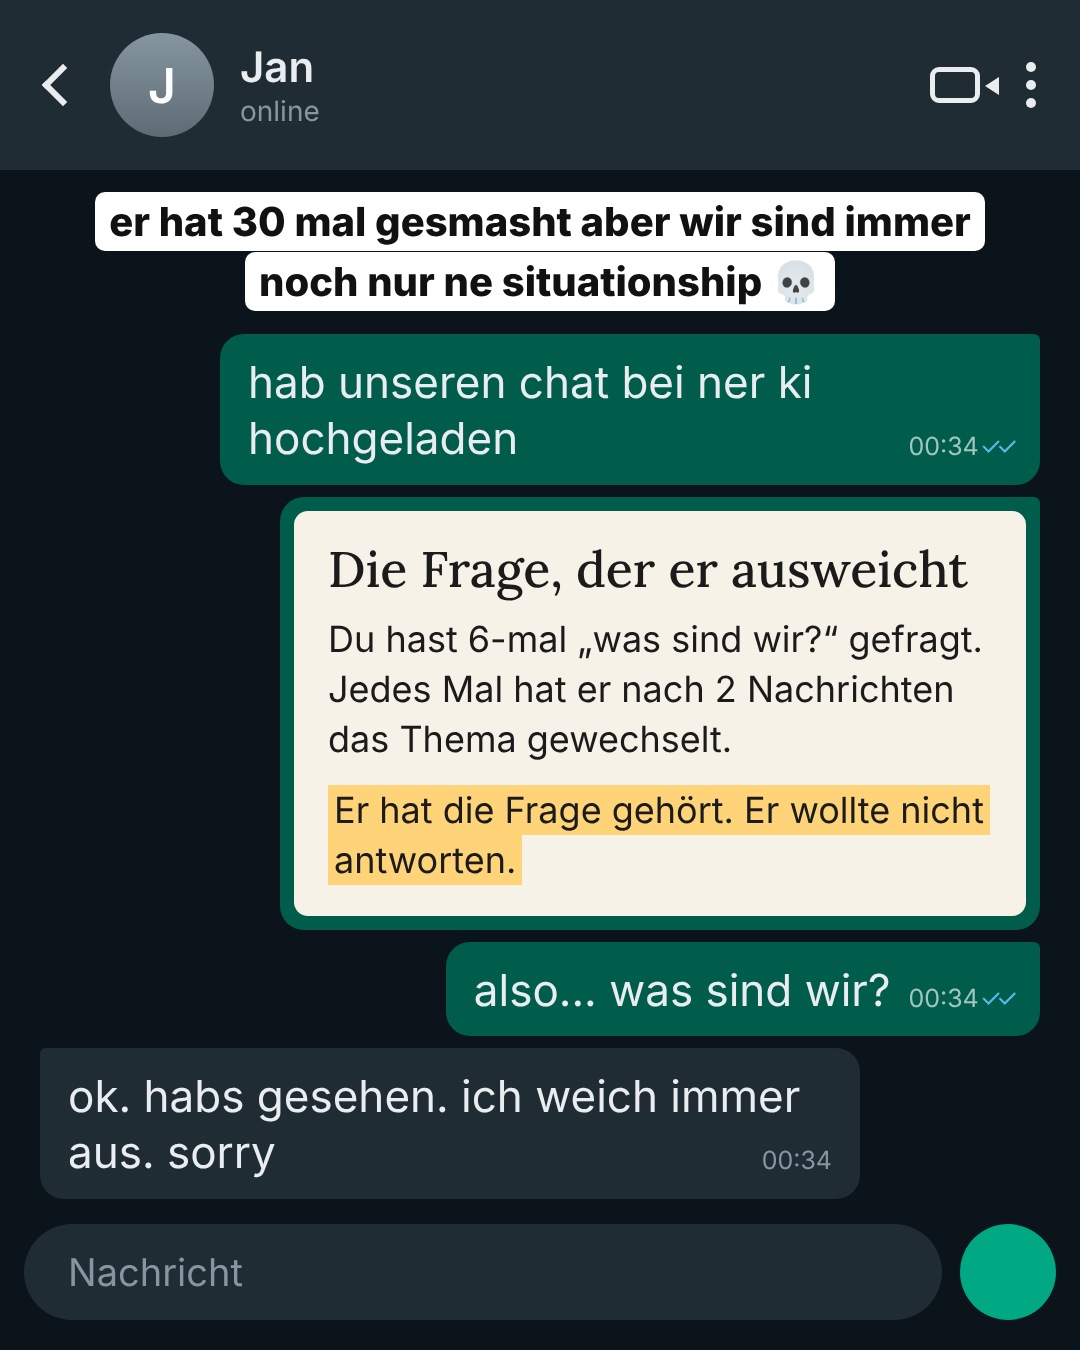 J
Jan
online
er hat 30 mal gesmasht aber wir sind immer
noch nur ne situationship 💀
hab unseren chat bei ner ki
hochgeladen
00:34
Die Frage, der er ausweicht
Du hast 6-mal „was sind wir?“ gefragt.
Jedes Mal hat er nach 2 Nachrichten
das Thema gewechselt.
Er hat die Frage gehört. Er wollte nicht
antworten.
also... was sind wir? 00:34
ok. habs gesehen. ich weich immer
aus. sorry
00:34
Nachricht